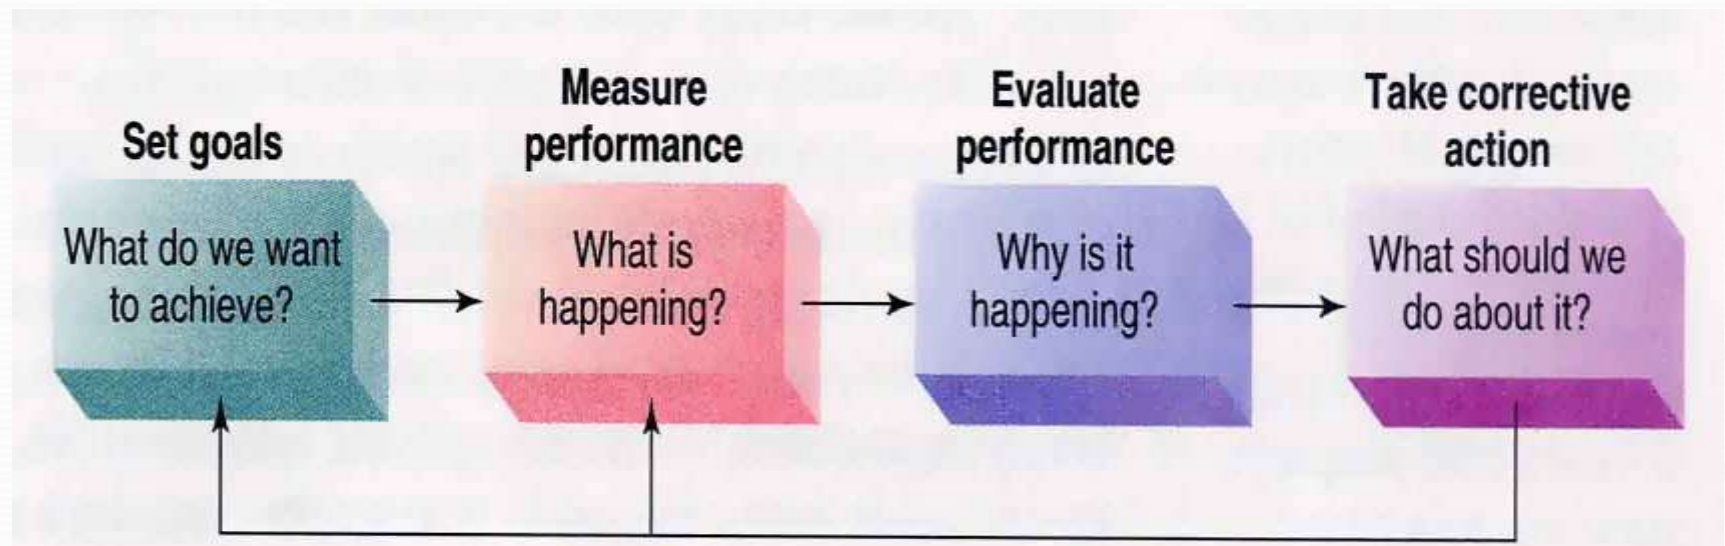 Set goals
What do we want
to achieve?
Measure
performance
What is
happening?
Evaluate
performance
Why is it
happening?
Take corrective
action
What should we
do about it?